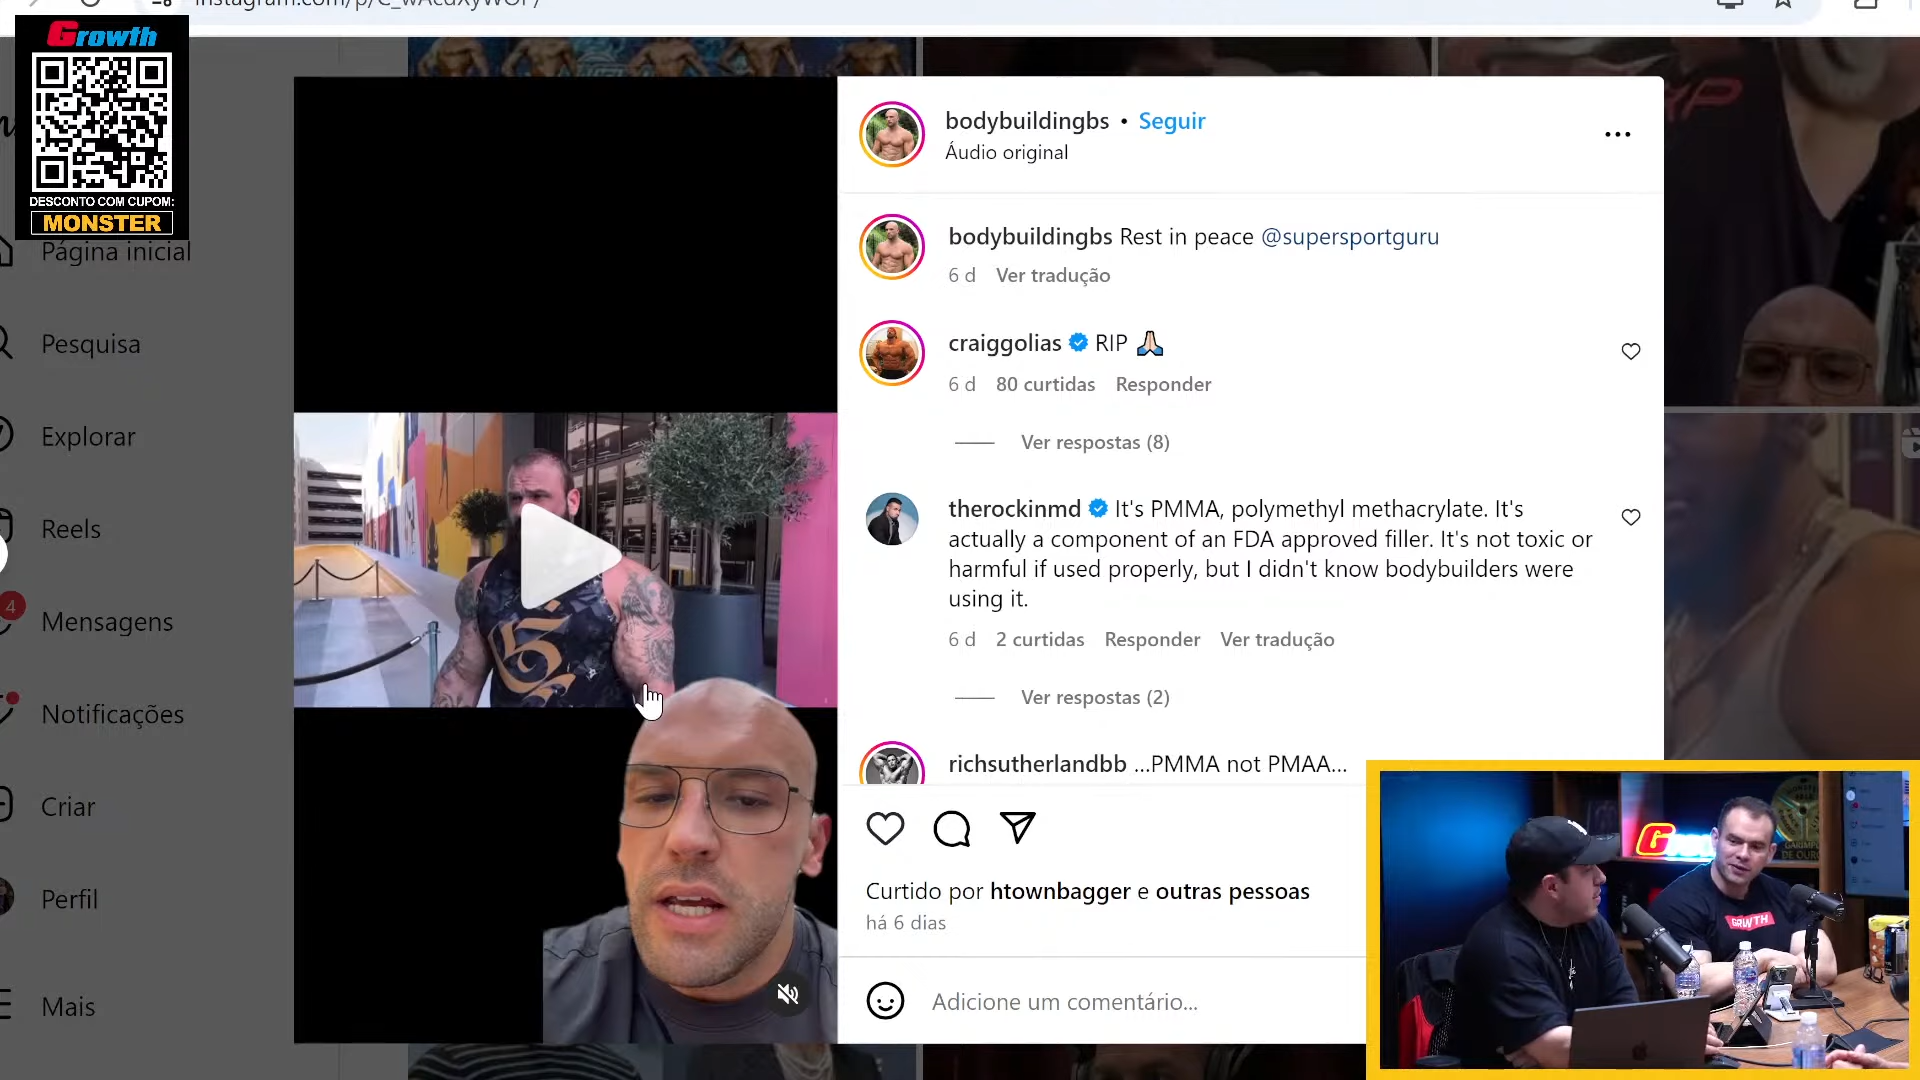 Growth
DESCONTO COM CUPOM:
MONSTER
Página inicial
Pesquisa
Explorar
Reels
4
Mensagens
Notificações
Criar
Perfil
Mais
bodybuildingbs • Seguir
Áudio original
bodybuildingbs Rest in peace @supersportguru
6 d Ver tradução
craiggolias RIP
6 d 80 curtidas Responder
Ver respostas (8)
therockinmd It's PMMA, polymethyl methacrylate. It's
actually a component of an FDA approved filler. It's not toxic or
harmful if used properly, but I didn't know bodybuilders were
using it.
6 d 2 curtidas Responder Ver tradução
Ver respostas (2)
richsutherlandbb ...PMMA not PMAA...
Curtido por htownbagger e outras pessoas
há 6 dias
Adicione um comentário...
GRWTH